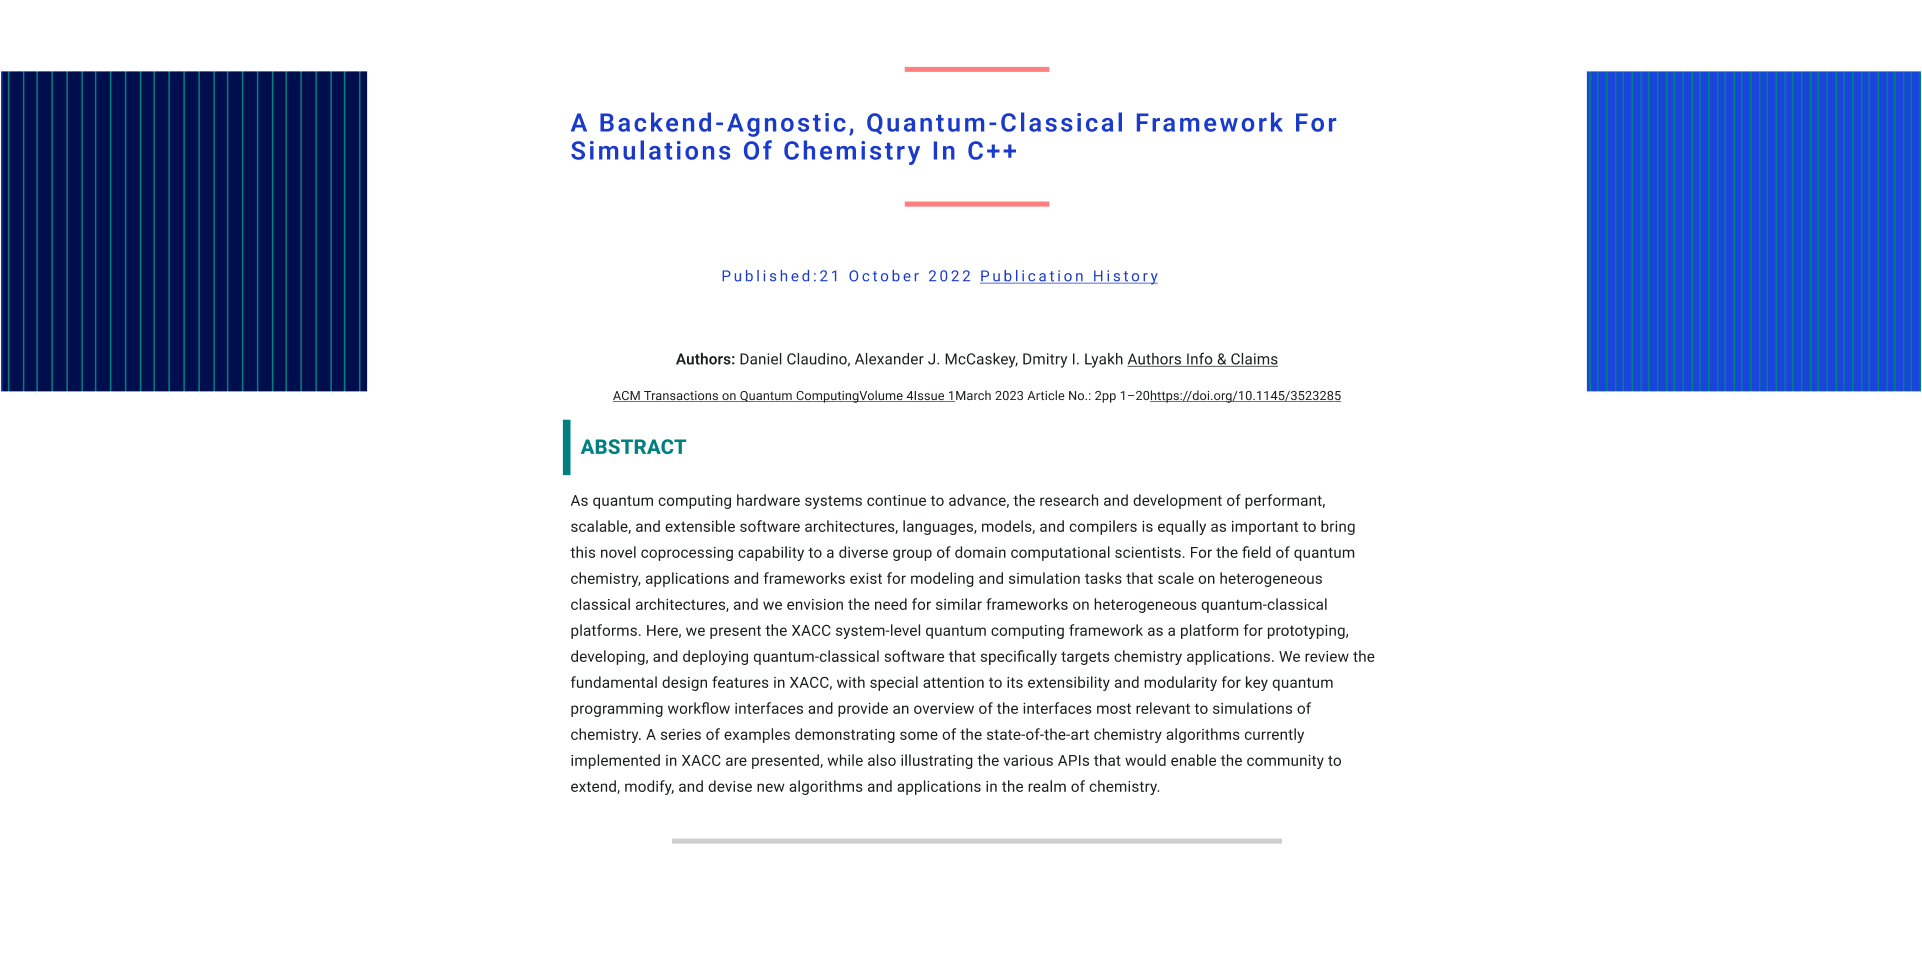 A Backend-Agnostic, Quantum-Classical Framework For
Simulations Of Chemistry In C++
Published:21 October 2022 Publication History
Authors: Daniel Claudino, Alexander J. McCaskey, Dmitry I. Lyakh Authors Info & Claims
ACM Transactions on Quantum ComputingVolume 4Issue 1March 2023 Article No.: 2pp 1–20https://doi.org/10.1145/3523285
ABSTRACT
As quantum computing hardware systems continue to advance, the research and development of performant,
scalable, and extensible software architectures, languages, models, and compilers is equally as important to bring
this novel coprocessing capability to a diverse group of domain computational scientists. For the field of quantum
chemistry, applications and frameworks exist for modeling and simulation tasks that scale on heterogeneous
classical architectures, and we envision the need for similar frameworks on heterogeneous quantum-classical
platforms. Here, we present the XACC system-level quantum computing framework as a platform for prototyping,
developing, and deploying quantum-classical software that specifically targets chemistry applications. We review the
fundamental design features in XACC, with special attention to its extensibility and modularity for key quantum
programming workflow interfaces and provide an overview of the interfaces most relevant to simulations of
chemistry. A series of examples demonstrating some of the state-of-the-art chemistry algorithms currently
implemented in XACC are presented, while also illustrating the various APIs that would enable the community to
extend, modify, and devise new algorithms and applications in the realm of chemistry.